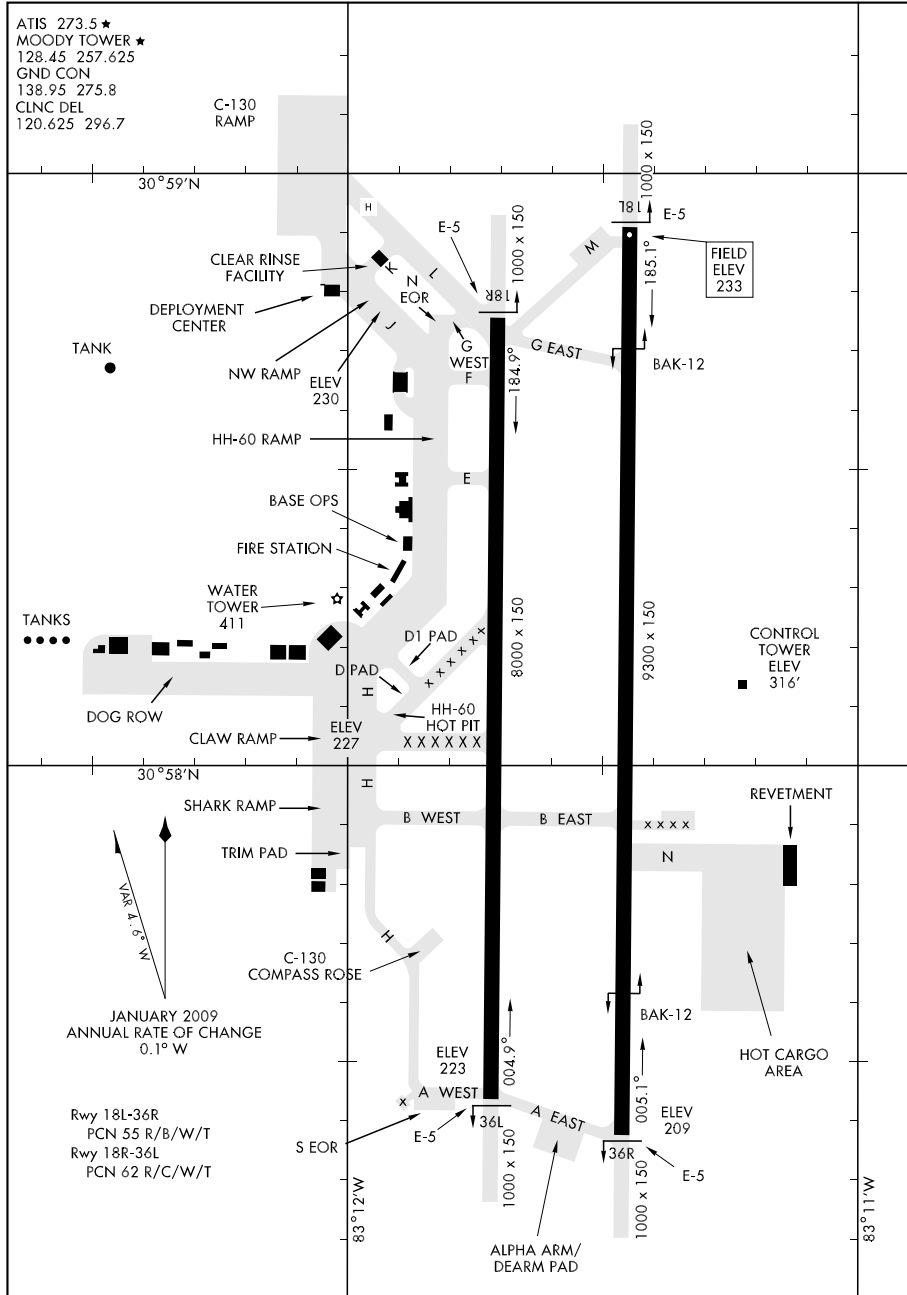 ATIS 273.5 ★
MOODY TOWER ★
128.45 257.625
GND CON
138.95 275.8
CLNC DEL
120.625 296.7
C-130
RAMP
30°59'N
1000 x 150
18L
E-5
H
E-5
1000 x 150
M
185.1°
FIELD
ELEV
233
CLEAR RINSE
FACILITY
K
L
N
EOR
18R
DEPLOYMENT
CENTER
J
G
WEST
F
G EAST
BAK-12
TANK
NW RAMP
ELEV
230
184.9°
HH-60 RAMP
E
BASE OPS
FIRE STATION
WATER
TOWER
411
TANKS
D1 PAD
x x x x x x
8000 x 150
9300 x 150
CONTROL
TOWER
ELEV
316'
D PAD
H
DOG ROW
HH-60
HOT PIT
ELEV
227
CLAW RAMP
X X X X X X
30°58'N
H
SHARK RAMP
B WEST
B EAST
x x x x
REVETMENT
TRIM PAD
N
VAR 4.6° W
H
C-130
COMPASS ROSE
JANUARY 2009
ANNUAL RATE OF CHANGE
0.1° W
BAK-12
HOT CARGO
AREA
ELEV
223
004.9°
005.1°
A WEST
x
A EAST
ELEV
209
Rwy 18L-36R
PCN 55 R/B/W/T
Rwy 18R-36L
PCN 62 R/C/W/T
S EOR
E-5
36L
36R
E-5
1000 x 150
1000 x 150
83°12'W
83°11'W
ALPHA ARM/
DEARM PAD